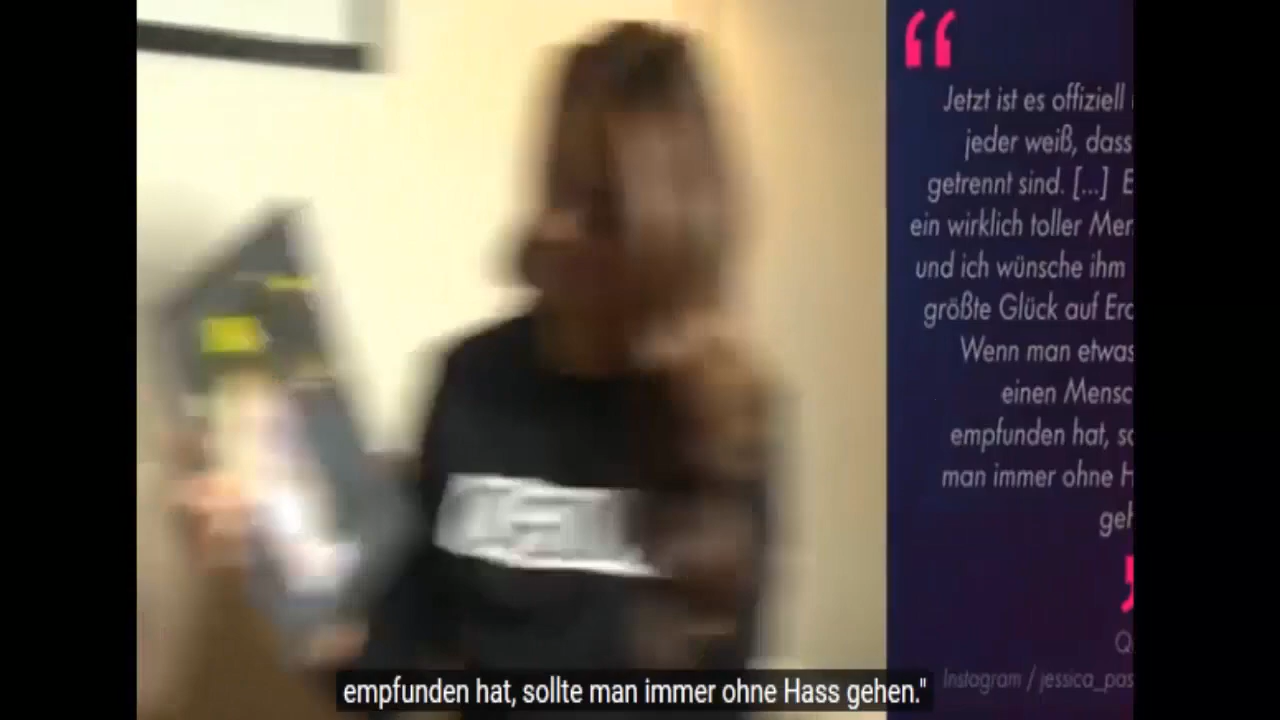 “
Jetzt ist es offiziell
jeder weiß, dass
getrennt sind. [...] E
ein wirklich toller Mer
und ich wünsche ihm
größte Glück auf Erd
Wenn man etwas
einen Mensc
empfunden hat, so
man immer ohne H
geh
Q
Instagram / jessica_pas
empfunden hat, sollte man immer ohne Hass gehen."